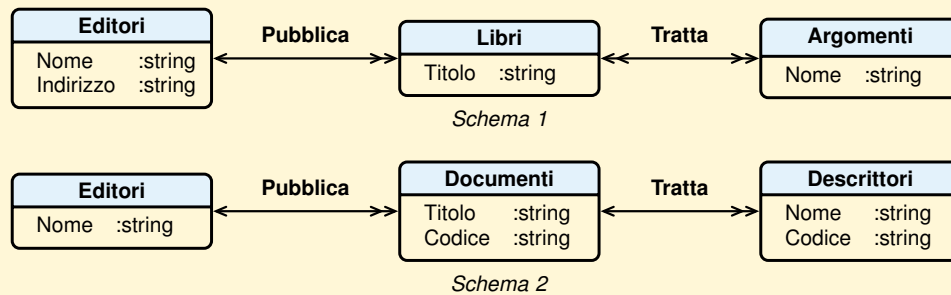 Editori Pubblica Libri Tratta Argomenti
Nome :string Titolo :string Nome :string
Indirizzo :string
Schema 1
Editori Pubblica Documenti Tratta Descrittori
Nome :string Titolo :string Nome :string
Codice :string Codice :string
Schema 2